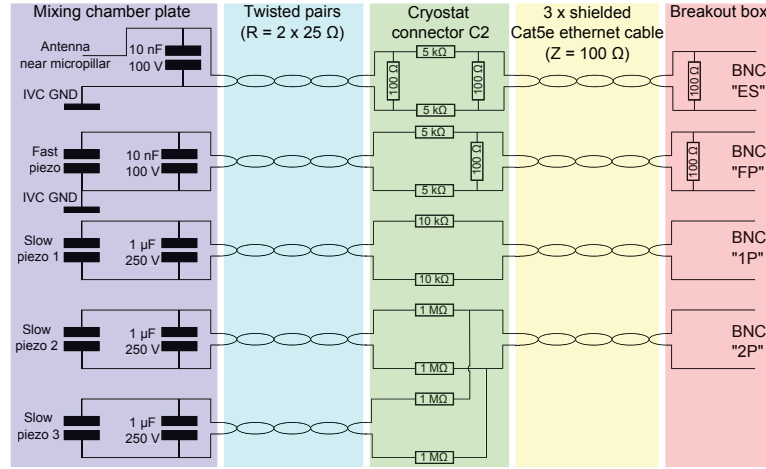 Mixing chamber plate
Twisted pairs
(R = 2 x 25 Ω)
Cryostat
connector C2
3 x shielded
Cat5e ethernet cable
(Z = 100 Ω)
Breakout box
Antenna
near micropillar
10 nF
100 V
IVC GND
5 kΩ
100 Ω
100 Ω
5 kΩ
100 Ω
BNC
"ES"
Fast
piezo
10 nF
100 V
IVC GND
5 kΩ
100 Ω
5 kΩ
100 Ω
BNC
"FP"
Slow
piezo 1
1 µF
250 V
10 kΩ
10 kΩ
BNC
"1P"
Slow
piezo 2
1 µF
250 V
1 MΩ
1 MΩ
BNC
"2P"
Slow
piezo 3
1 µF
250 V
1 MΩ
1 MΩ